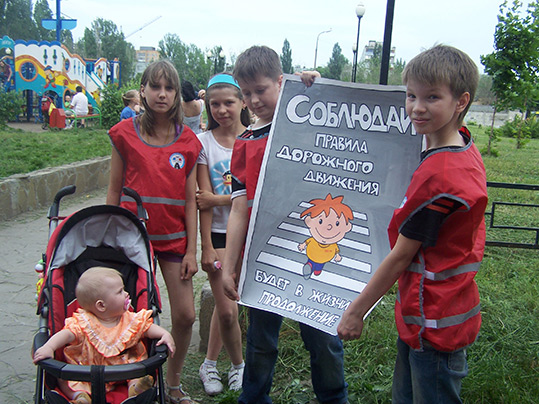 СОБЛЮДАЙ
ПРАВИЛА
ДОРОЖНОГО
ДВИЖЕНИЯ
БУДЕТ В ЖИЗНИ
ПРОДОЛЖЕНИЕ